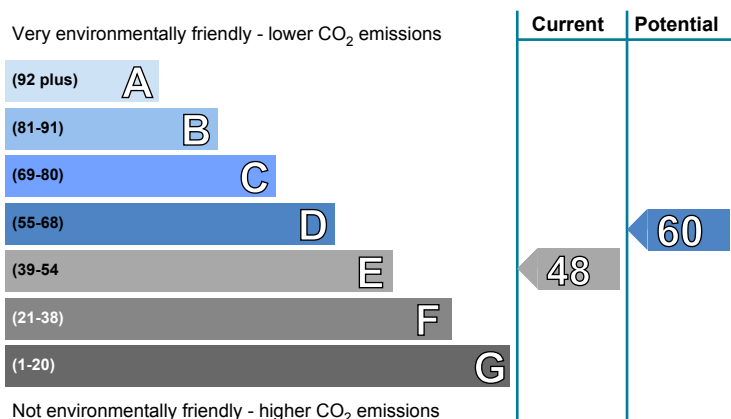 Very environmentally friendly - lower CO₂ emissions
Current
Potential
(92 plus) A
(81-91) B
(69-80) C
(55-68) D
(39-54 E
(21-38) F
(1-20) G
48
60
Not environmentally friendly - higher CO₂ emissions